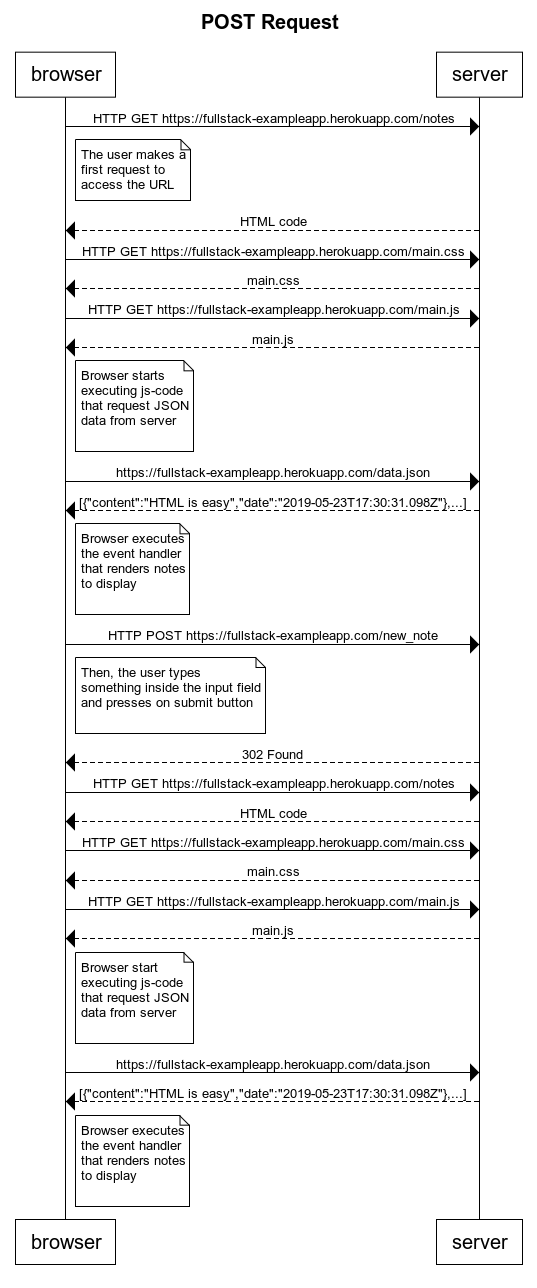 POST Request
browser
server
HTTP GET https://fullstack-exampleapp.herokuapp.com/notes
The user makes a
first request to
access the URL
HTML code
HTTP GET https://fullstack-exampleapp.herokuapp.com/main.css
main.css
HTTP GET https://fullstack-exampleapp.herokuapp.com/main.js
main.js
Browser starts
executing js-code
that request JSON
data from server
https://fullstack-exampleapp.herokuapp.com/data.json
[{"content":"HTML is easy","date":"2019-05-23T17:30:31.098Z"},...]
Browser executes
the event handler
that renders notes
to display
HTTP POST https://fullstack-exampleapp.com/new_note
Then, the user types
something inside the input field
and presses on submit button
302 Found
HTTP GET https://fullstack-exampleapp.herokuapp.com/notes
HTML code
HTTP GET https://fullstack-exampleapp.herokuapp.com/main.css
main.css
HTTP GET https://fullstack-exampleapp.herokuapp.com/main.js
main.js
Browser start
executing js-code
that request JSON
data from server
https://fullstack-exampleapp.herokuapp.com/data.json
[{"content":"HTML is easy","date":"2019-05-23T17:30:31.098Z"},...]
Browser executes
the event handler
that renders notes
to display
browser
server